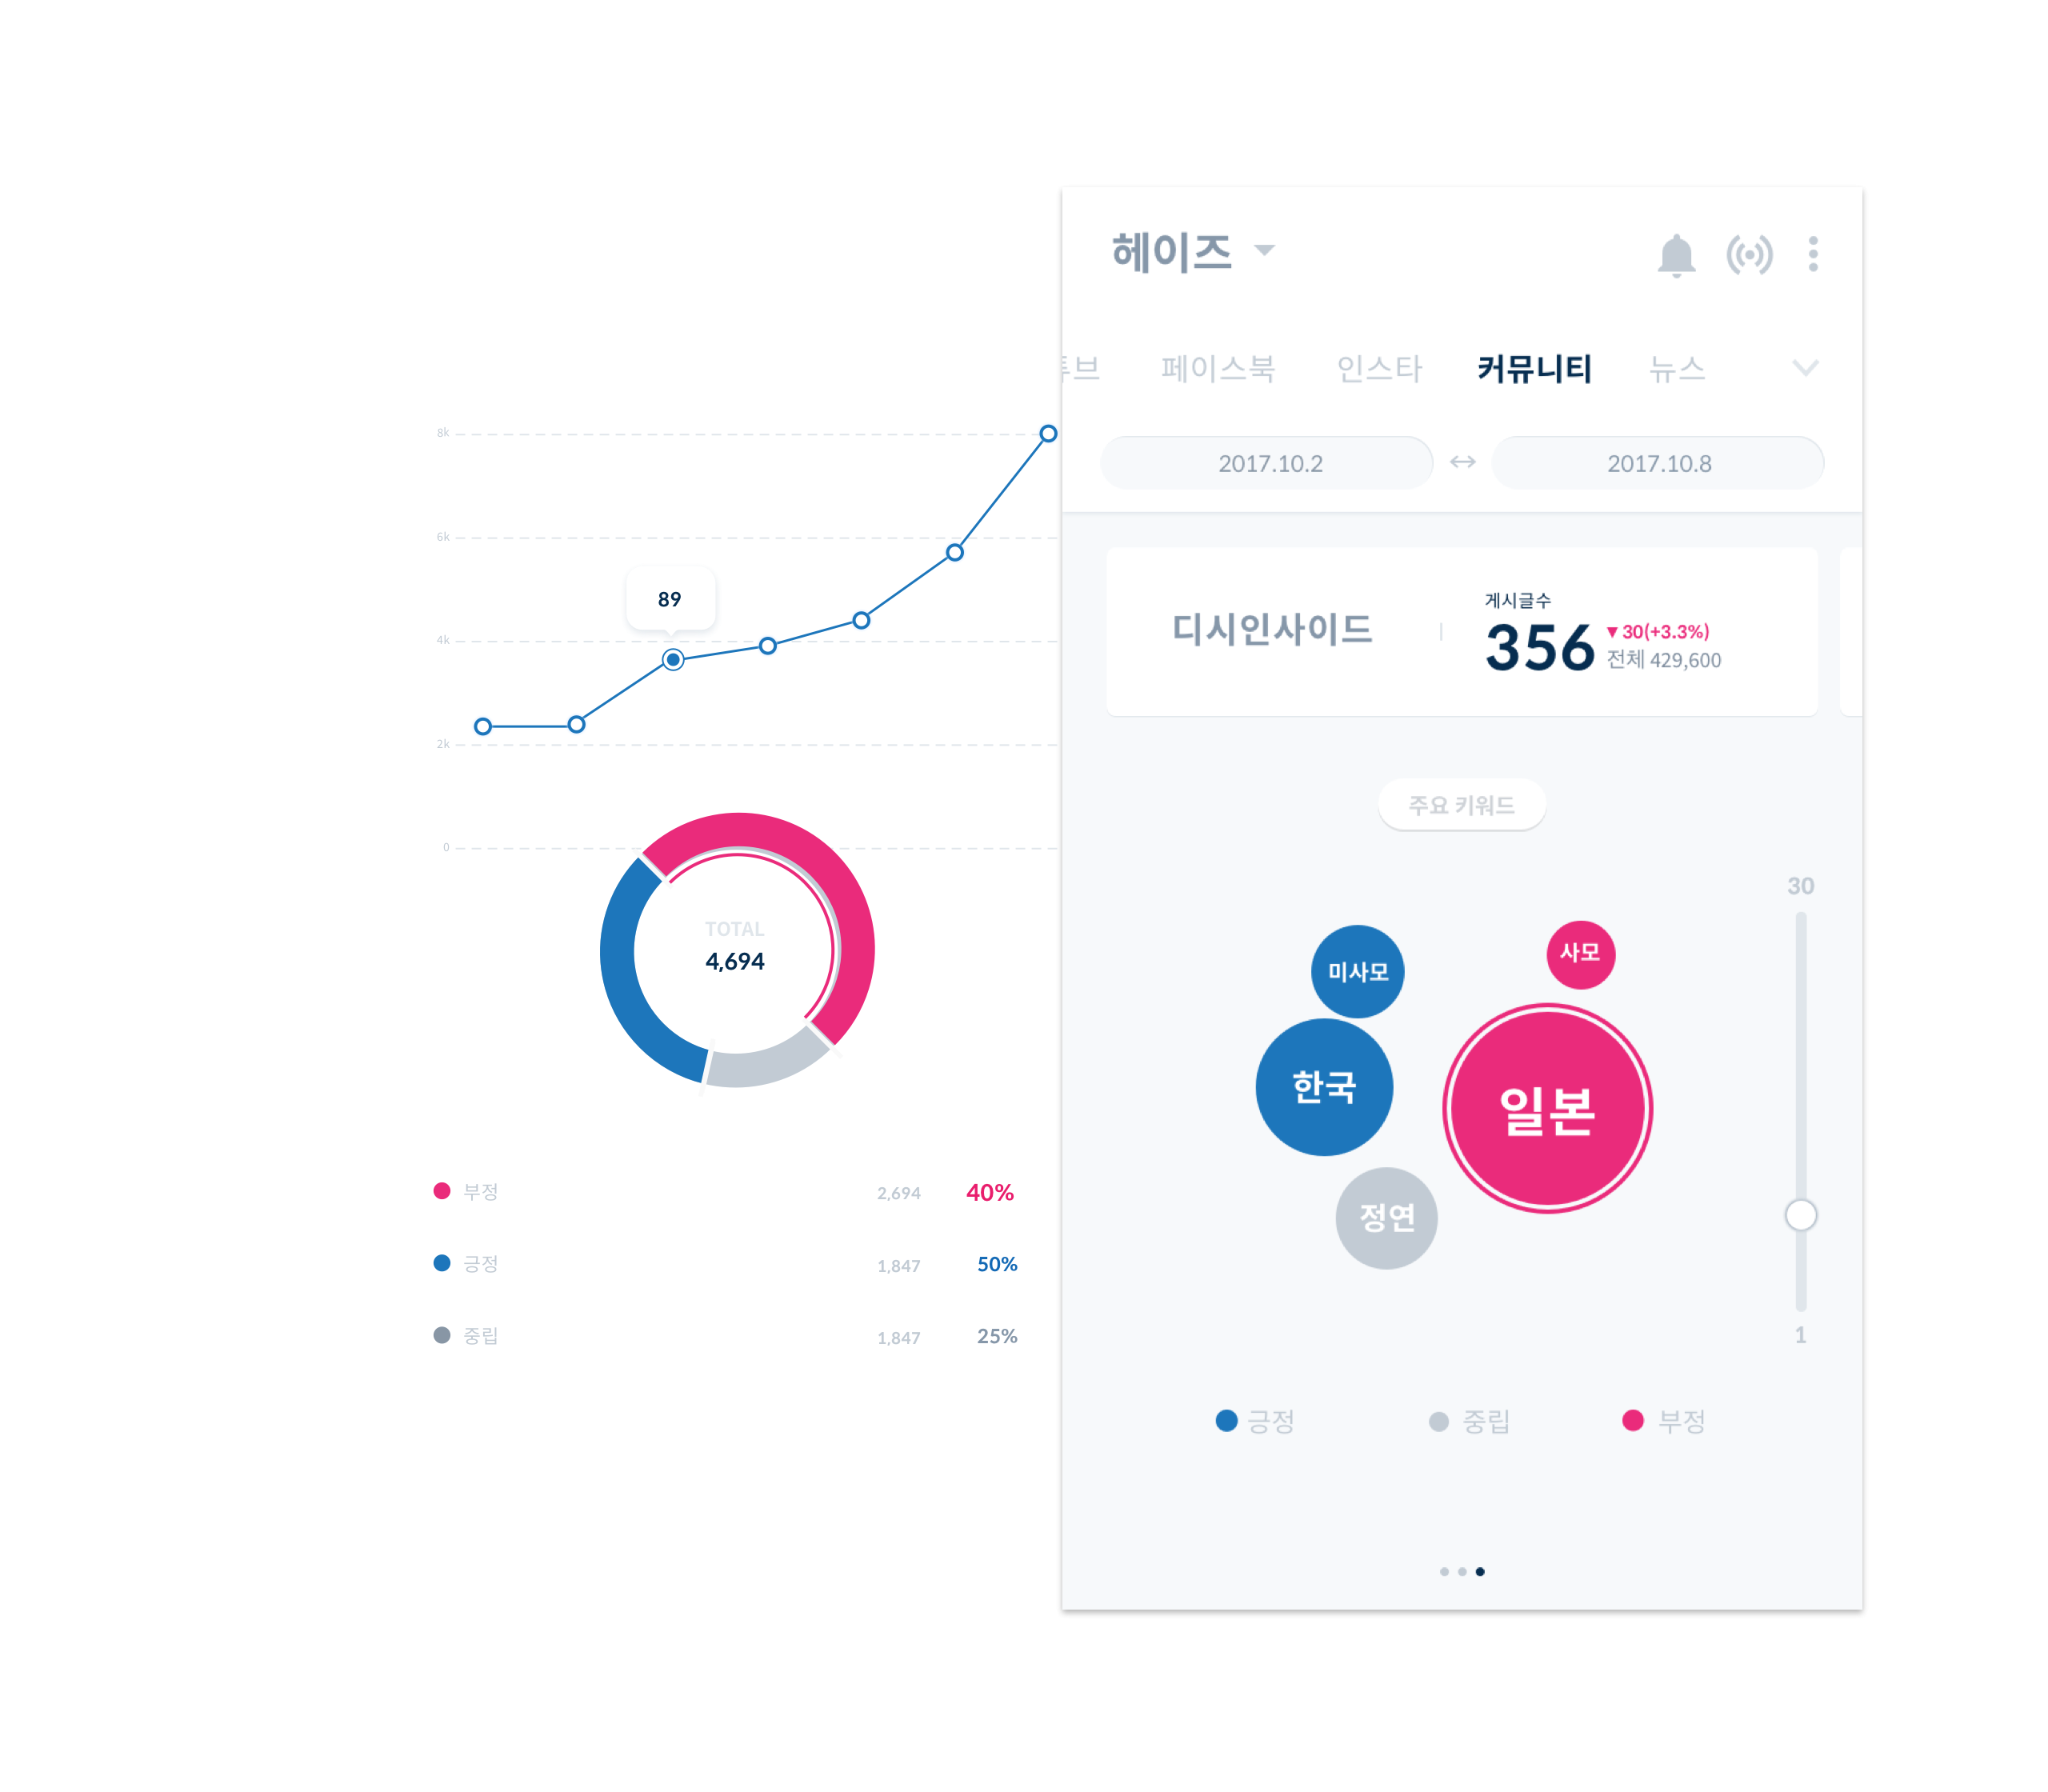 8k
6k
89
4k
2k
0
TOTAL
4,694
부정 2,694 40%
긍정 1,847 50%
중립 1,847 25%
헤이즈
브 페이스북 인스타 커뮤니티 뉴스
2017.10.2 ↔ 2017.10.8
디시인사이드
게시글수
356 ▼30(+3.3%)
전체 429,600
주요 키워드
30
미사모
사모
한국
일본
정연
1
긍정 중립 부정